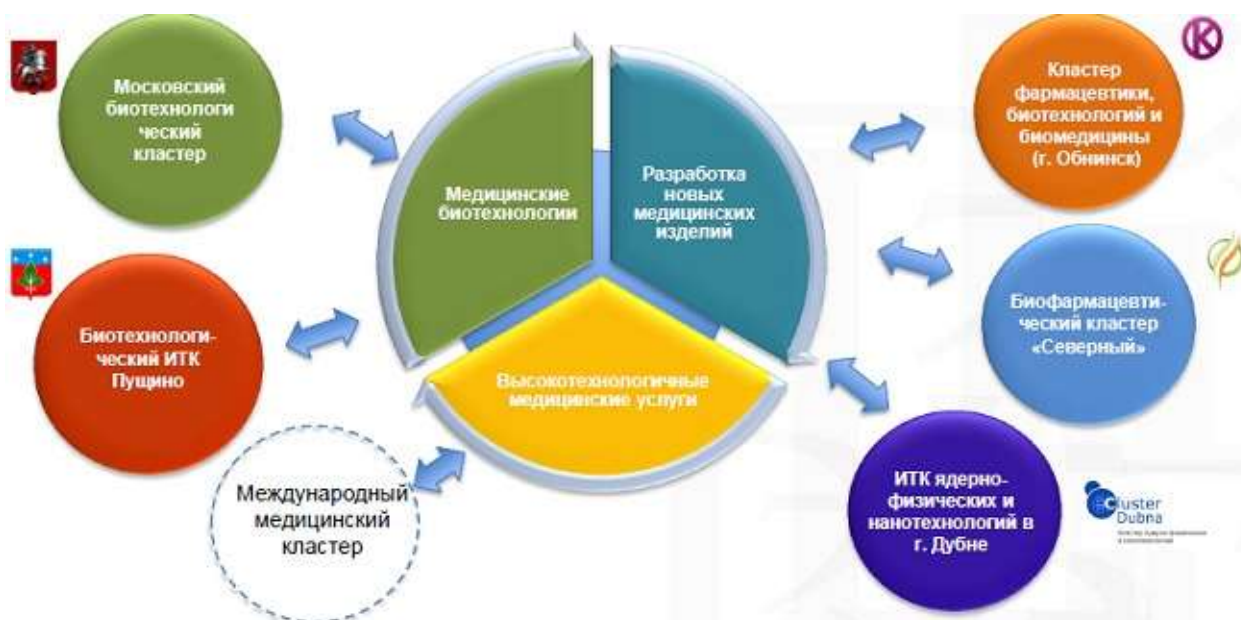 Московский
биотехнологи
ческий
кластер
Медицинские
биотехнологии
Разработка
новых
медицинских
изделий
Кластер
фармацевтики,
биотехнологий и
биомедицины
(г. Обнинск)
Биотехнологи-
ческий ИТК
Пущино
Высокотехнологичные
медицинские услуги
Биофармацевти-
ческий кластер
«Северный»
Международный
медицинский
кластер
ИТК ядерно-
физических и
нанотехнологий в
г. Дубне
Cluster
Dubna